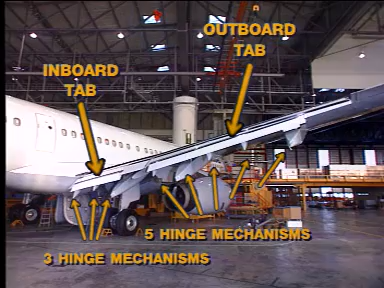 OUTBOARD
TAB
INBOARD
TAB
5 HINGE MECHANISMS
3 HINGE MECHANISMS